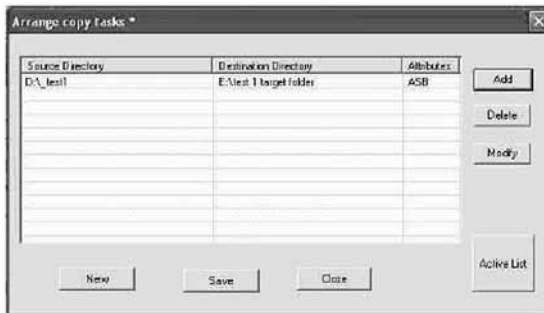 Arrange copy tasks *
Source Directory Destination Directory Attributes
D:\_test1 E:\test 1 target folder ASB
Add
Delete
Modify
Active List
New Save Close